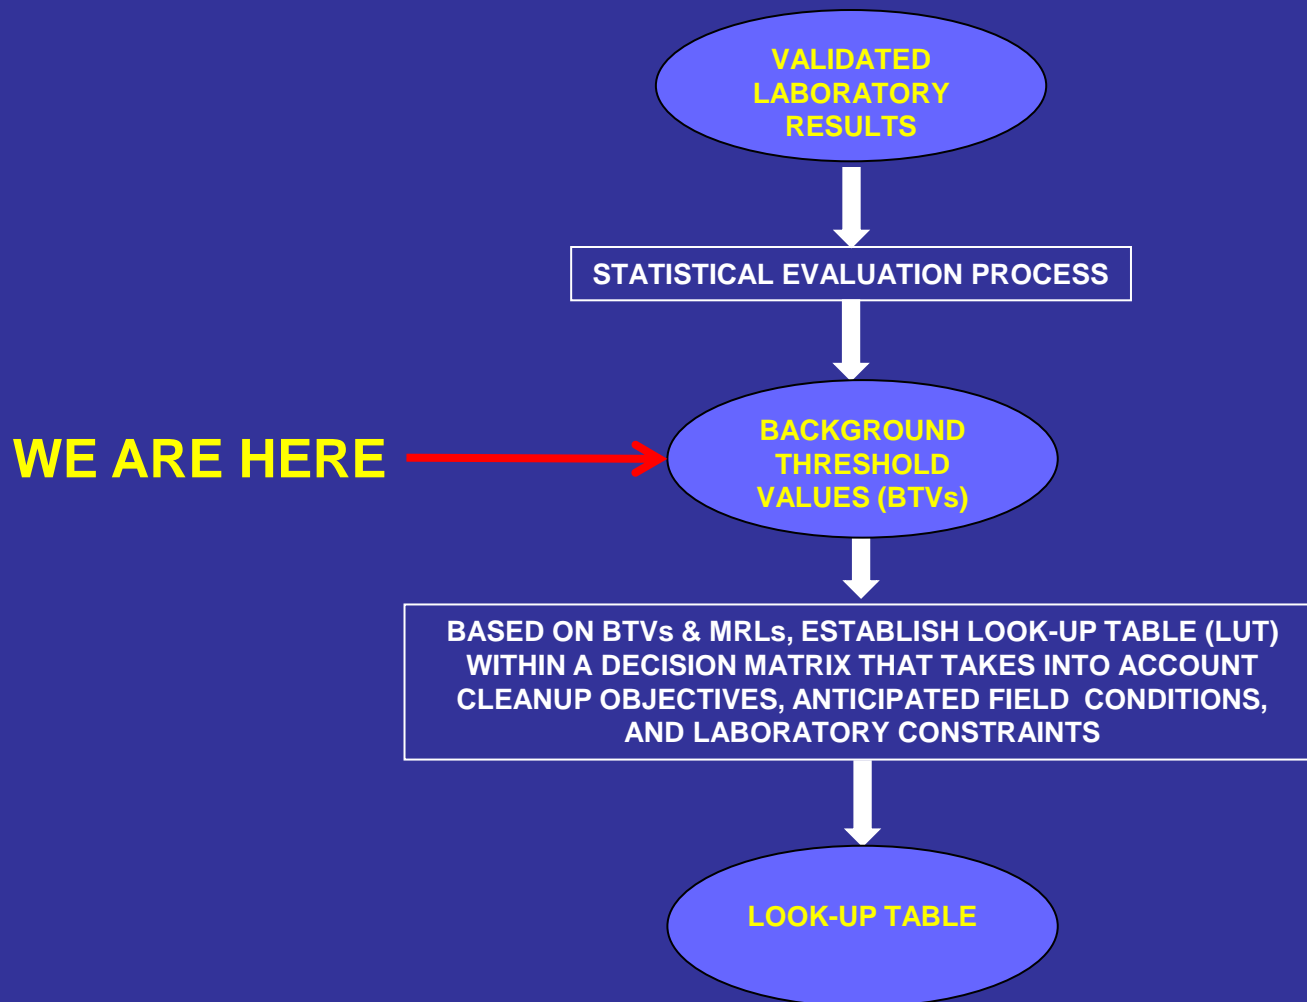 VALIDATED
LABORATORY
RESULTS
STATISTICAL EVALUATION PROCESS
WE ARE HERE
BACKGROUND
THRESHOLD
VALUES (BTVs)
BASED ON BTVs & MRLs, ESTABLISH LOOK-UP TABLE (LUT)
WITHIN A DECISION MATRIX THAT TAKES INTO ACCOUNT
CLEANUP OBJECTIVES, ANTICIPATED FIELD CONDITIONS,
AND LABORATORY CONSTRAINTS
LOOK-UP TABLE